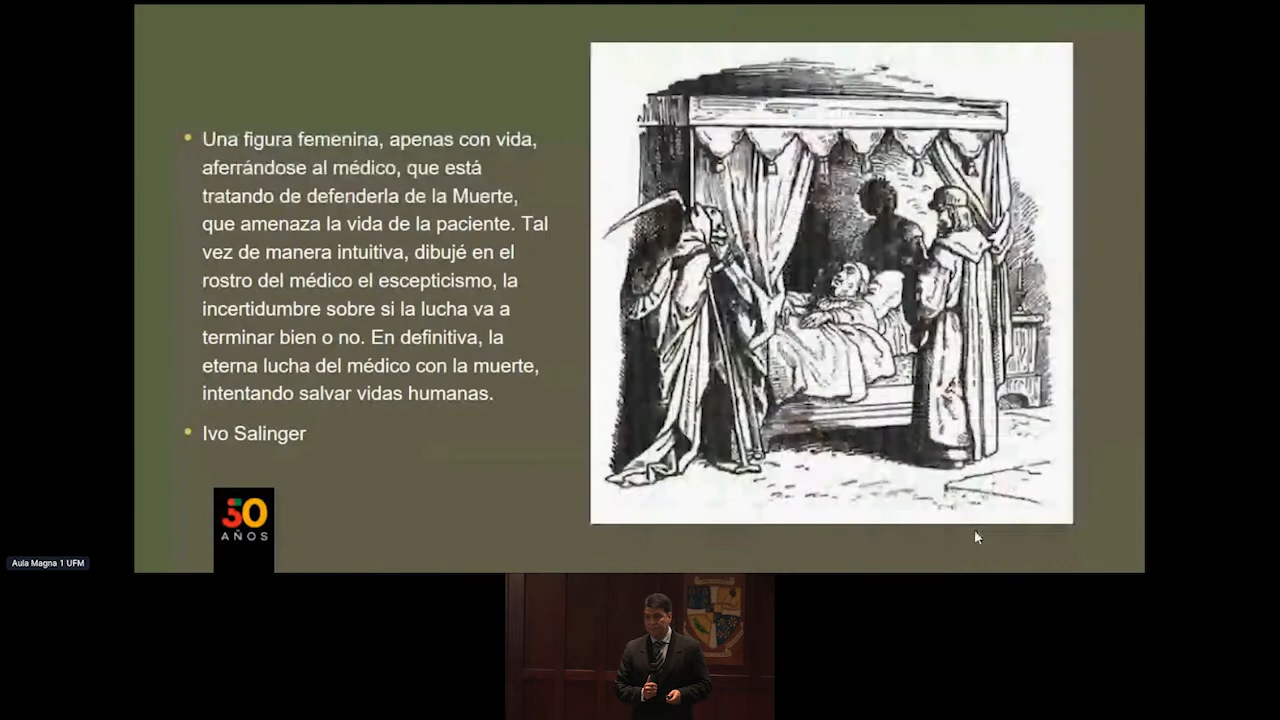 Una figura femenina, apenas con vida,
aferrándose al médico, que está
tratando de defenderla de la Muerte,
que amenaza la vida de la paciente. Tal
vez de manera intuitiva, dibujé en el
rostro del médico el escepticismo, la
incertidumbre sobre si la lucha va a
terminar bien o no. En definitiva, la
eterna lucha del médico con la muerte,
intentando salvar vidas humanas.
Ivo Salinger
50
AÑOS
Aula Magna 1 UFM